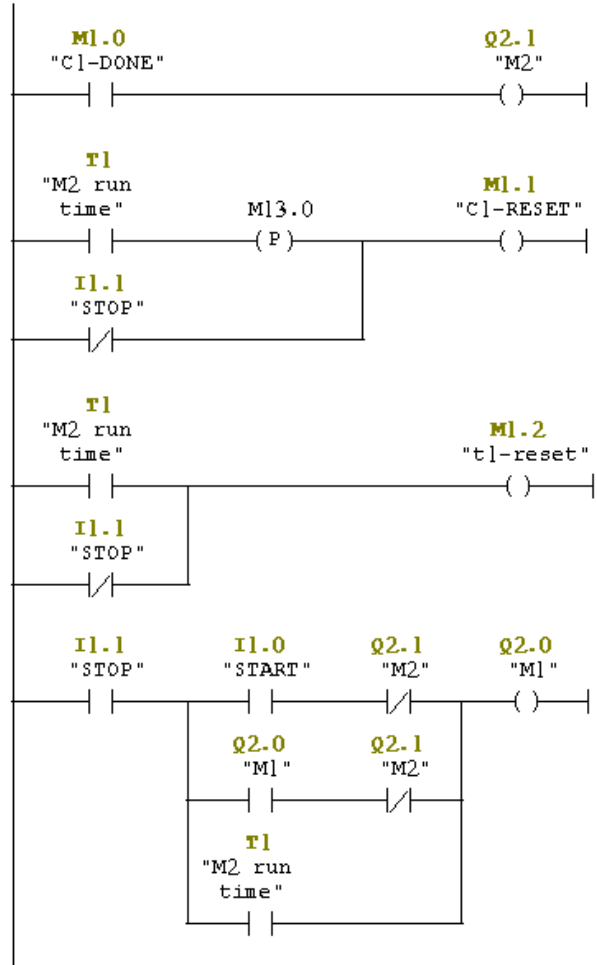 M1.0 Q2.1
"C1-DONE" "M2"
T1
"M2 run M1.1
time" M13.0 "C1-RESET"
( P )
I1.1
"STOP"
T1
"M2 run M1.2
time" "t1-reset"
I1.1
"STOP"
I1.1 I1.0 Q2.1 Q2.0
"STOP" "START" "M2" "M1"
Q2.0 Q2.1
"M1" "M2"
T1
"M2 run
time"